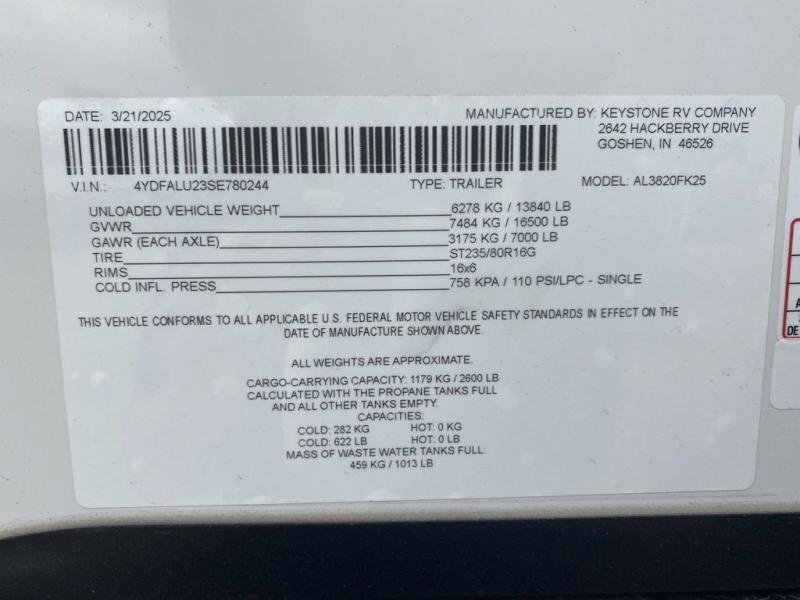 DATE: 3/21/2025
MANUFACTURED BY: KEYSTONE RV COMPANY
2642 HACKBERRY DRIVE
GOSHEN, IN 46526
V.I.N.: 4YDFALU23SE780244 TYPE: TRAILER MODEL: AL3820FK25
UNLOADED VEHICLE WEIGHT 6278 KG / 13840 LB
GVWR 7484 KG / 16500 LB
GAWR (EACH AXLE) 3175 KG / 7000 LB
TIRE ST235/80R16G
RIMS 16x6
COLD INFL. PRESS 758 KPA / 110 PSI/LPC - SINGLE
THIS VEHICLE CONFORMS TO ALL APPLICABLE U.S. FEDERAL MOTOR VEHICLE SAFETY STANDARDS IN EFFECT ON THE
DATE OF MANUFACTURE SHOWN ABOVE.
ALL WEIGHTS ARE APPROXIMATE.
CARGO-CARRYING CAPACITY: 1179 KG / 2600 LB
CALCULATED WITH THE PROPANE TANKS FULL
AND ALL OTHER TANKS EMPTY.
CAPACITIES:
COLD: 282 KG HOT: 0 KG
COLD: 622 LB HOT: 0 LB
MASS OF WASTE WATER TANKS FULL:
459 KG / 1013 LB
DE